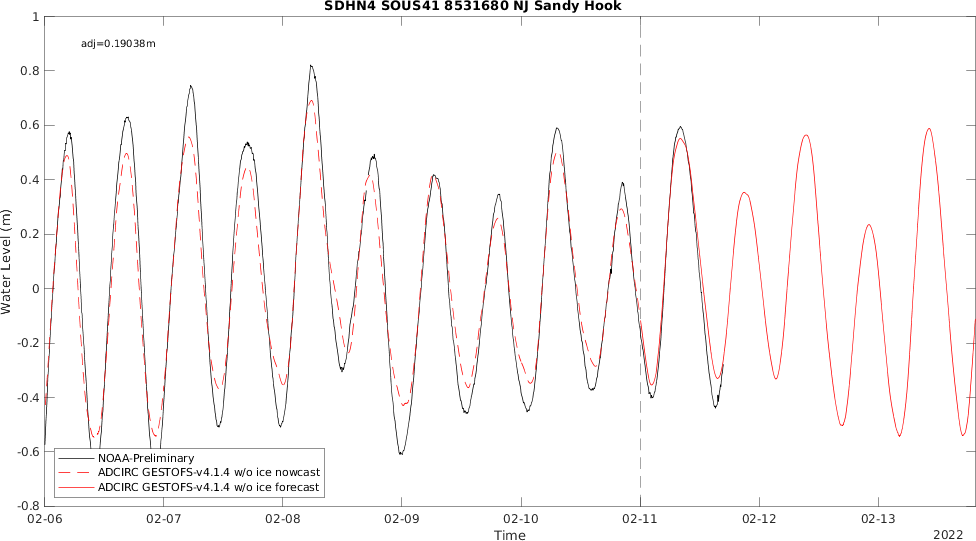 SDHN4 SOUS41 8531680 NJ Sandy Hook
adj=0.19038m
Water Level (m)
1
0.8
0.6
0.4
0.2
0
-0.2
-0.4
-0.6
-0.8
NOAA-Preliminary
ADCIRC GESTOFS-v4.1.4 w/o ice nowcast
ADCIRC GESTOFS-v4.1.4 w/o ice forecast
02-06 02-07 02-08 02-09 02-10 02-11 02-12 02-13
Time
2022